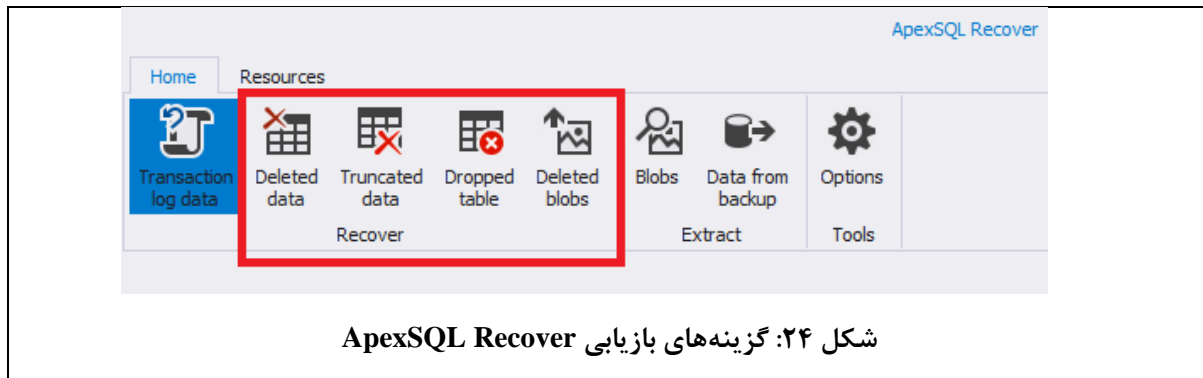 ApexSQL Recover
Home Resources
Transaction log data
Deleted data
Truncated data
Dropped table
Deleted blobs
Blobs
Data from backup
Options
Recover
Extract
Tools
شکل ۲۴: گزینه‌های بازیابی ApexSQL Recover